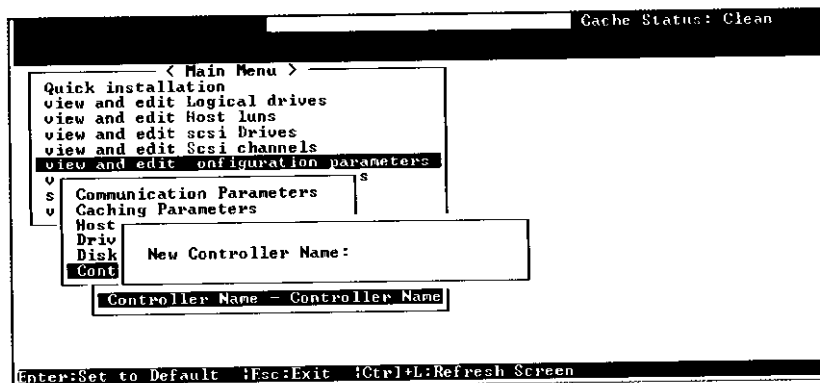 Cache Status: Clean
< Main Menu >
Quick installation
view and edit Logical drives
view and edit Host luns
view and edit scsi Drives
view and edit Scsi channels
view and edit onfiguration parameters
v s
s Communication Parameters
v Caching Parameters
Host
Driv
Disk New Controller Name:
Cont
Controller Name - Controller Name
Enter:Set to Default |Esc:Exit |Ctrl+L:Refresh Screen